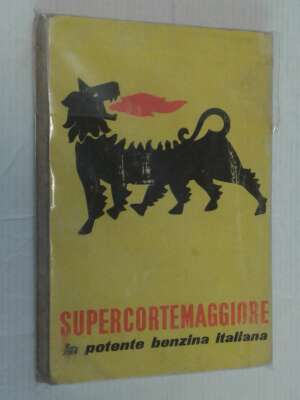 SUPERCORTEMAGGIORE
la potente benzina italiana